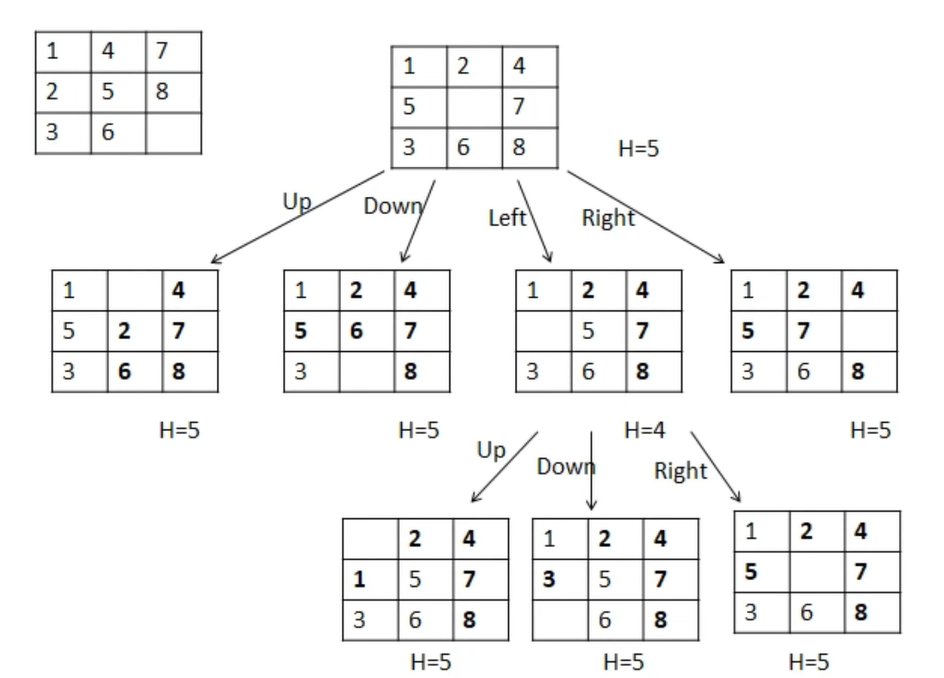 1 4 7
2 5 8
3 6
1 2 4
5 7
3 6 8
H=5
Up
Down
Left
Right
1 4
5 2 7
3 6 8
H=5
1 2 4
5 6 7
3 8
H=5
1 2 4
5 7
3 6 8
H=4
1 2 4
5 7
3 6 8
H=5
Up
Down
Right
2 4
1 5 7
3 6 8
H=5
1 2 4
3 5 7
6 8
H=5
1 2 4
5 7
3 6 8
H=5